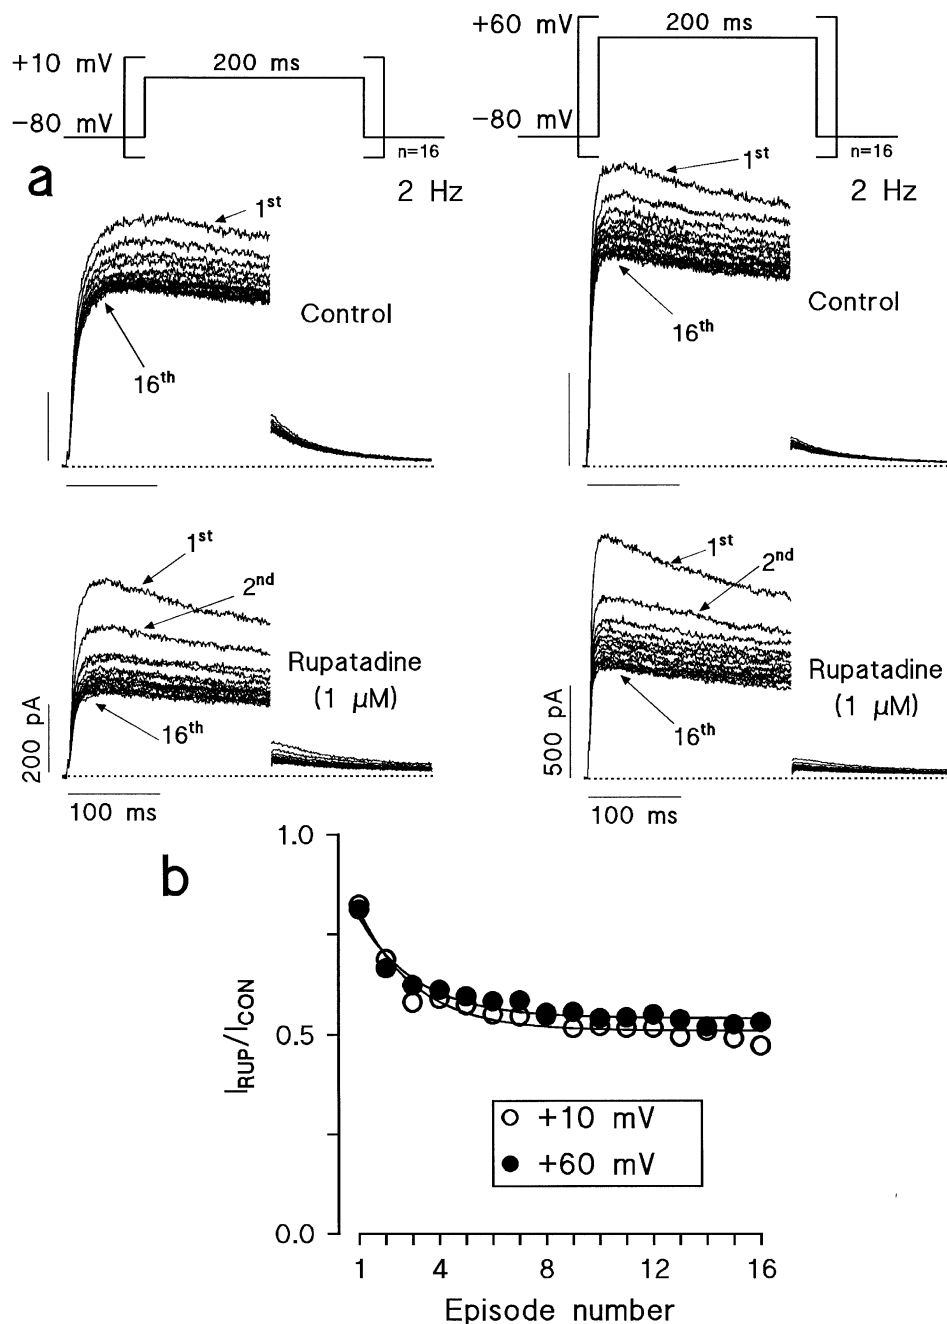 +10 mV
200 ms
−80 mV
n=16
+60 mV
200 ms
−80 mV
n=16
a
2 Hz
1st
Control
16th
2 Hz
1st
Control
16th
1st
2nd
Rupatadine
(1 µM)
16th
200 pA
100 ms
1st
2nd
Rupatadine
(1 µM)
16th
500 pA
100 ms
b
1.0
0.5
0.0
IRUP/ICON
+10 mV
+60 mV
1 4 8 12 16
Episode number